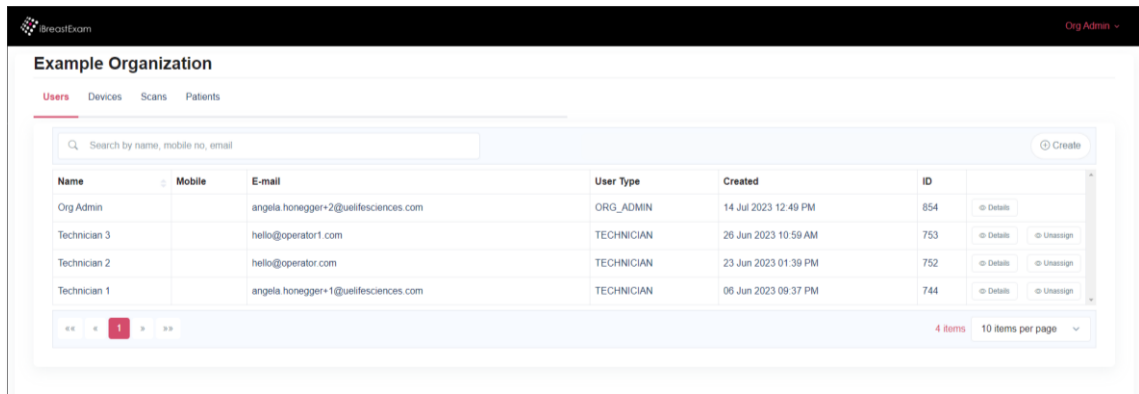 iBreastExam Org Admin
Example Organization
Users Devices Scans Patients
Search by name, mobile no, email Create
Name Mobile E-mail User Type Created ID
Org Admin angela.honegger+2@uelifesciences.com ORG_ADMIN 14 Jul 2023 12:49 PM 854 Details
Technician 3 hello@operator1.com TECHNICIAN 26 Jun 2023 10:59 AM 753 Details Unassign
Technician 2 hello@operator.com TECHNICIAN 23 Jun 2023 01:39 PM 752 Details Unassign
Technician 1 angela.honegger+1@uelifesciences.com TECHNICIAN 06 Jun 2023 09:37 PM 744 Details Unassign
«« « 1 » »» 4 items 10 items per page